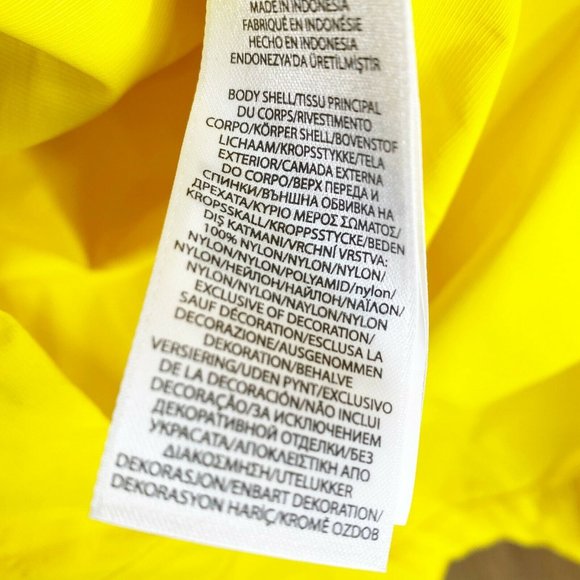 MADE IN INDONESIA
FABRIQUÉ EN INDONÉSIE
HECHO EN INDONESIA
ENDONEZYA'DA ÜRETİLMİŞTİR
BODY SHELL/TISSU PRINCIPAL
DU CORPS/RIVESTIMENTO
CORPO/KÖRPER SHELL/BOVENSTOF
LICHAAM/KROPSSTYKKE/TELA
EXTERIOR/CAMADA EXTERNA
DO CORPO/ВЕРХ ПЕРЕДА И
СПИНКИ/ВЪНШНА ОБВИВКА НА
ДРЕХАТА/ΚΥΡΙΟ ΜΕΡΟΣ ΣΩΜΑΤΟΣ/
KROPSSKALL/KROPPSSTYCKE/BEDEN
DIŞ KATMANI/VRCHNÍ VRSTVA:
100% NYLON/NYLON/NYLON/
NYLON/NYLON/POLYAMID/nylon/
NYLON/НЕЙЛОН/НАЙЛОН/ΝΑΪΛΟΝ/
NYLON/NYLON/NAYLON/NYLON
EXCLUSIVE OF DECORATION/
SAUF DÉCORATION/ESCLUSA LA
DECORAZIONE/AUSGENOMMEN
DEKORATION/BEHALVE
VERSIERING/UDEN PYNT/EXCLUSIVO
DE LA DECORACIÓN/NÃO INCLUI
DECORAÇÃO/ЗА ИСКЛЮЧЕНИЕМ
ДЕКОРАТИВНОЙ ОТДЕЛКИ/БЕЗ
УКРАСАТА/ΑΠΟΚΛΕΙΣΤΙΚΗ ΑΠΟ
ΔΙΑΚΟΣΜΗΣΗ/UTELUKKER
DEKORASJON/ENBART DEKORATION/
DEKORASYON HARİÇ/KROMĚ OZDOB